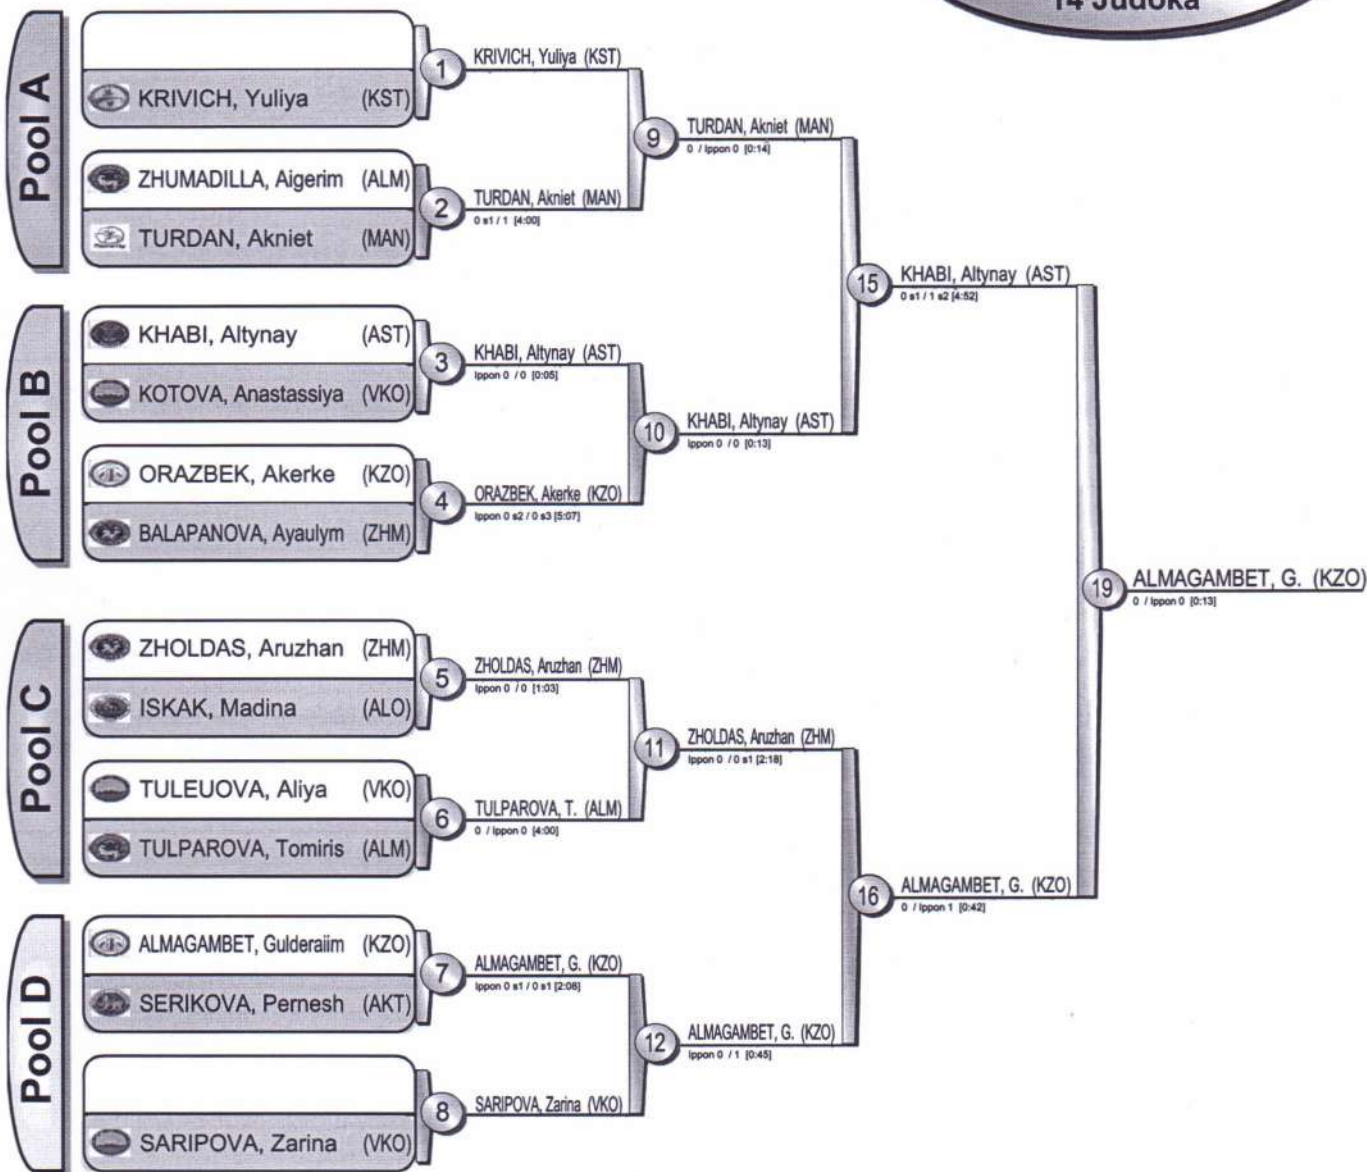 14 Judoka
Pool A
KRIVICH, Yuliya (KST)
ZHUMADILLA, Aigerim (ALM)
TURDAN, Akniet (MAN)
1
KRIVICH, Yuliya (KST)
2
TURDAN, Akniet (MAN)
0 s1 / 1 [4:00]
9
TURDAN, Akniet (MAN)
0 / Ippon 0 [0:14]
Pool B
KHABI, Altynay (AST)
KOTOVA, Anastassiya (VKO)
ORAZBEK, Akerke (KZO)
BALAPANOVA, Ayaulym (ZHM)
3
KHABI, Altynay (AST)
Ippon 0 / 0 [0:05]
4
ORAZBEK, Akerke (KZO)
Ippon 0 s2 / 0 s3 [5:07]
10
KHABI, Altynay (AST)
Ippon 0 / 0 [0:13]
15
KHABI, Altynay (AST)
0 s1 / 1 s2 [4:52]
Pool C
ZHOLDAS, Aruzhan (ZHM)
ISKAK, Madina (ALO)
TULEUOVA, Aliya (VKO)
TULPAROVA, Tomiris (ALM)
5
ZHOLDAS, Aruzhan (ZHM)
Ippon 0 / 0 [1:03]
6
TULPAROVA, T. (ALM)
0 / Ippon 0 [4:00]
11
ZHOLDAS, Aruzhan (ZHM)
Ippon 0 / 0 s1 [2:18]
Pool D
ALMAGAMBET, Gulderaiim (KZO)
SERIKOVA, Pernesh (AKT)
SARIPOVA, Zarina (VKO)
7
ALMAGAMBET, G. (KZO)
Ippon 0 s1 / 0 s1 [2:08]
8
SARIPOVA, Zarina (VKO)
12
ALMAGAMBET, G. (KZO)
Ippon 0 / 1 [0:45]
16
ALMAGAMBET, G. (KZO)
0 / Ippon 1 [0:42]
19
ALMAGAMBET, G. (KZO)
0 / Ippon 0 [0:13]